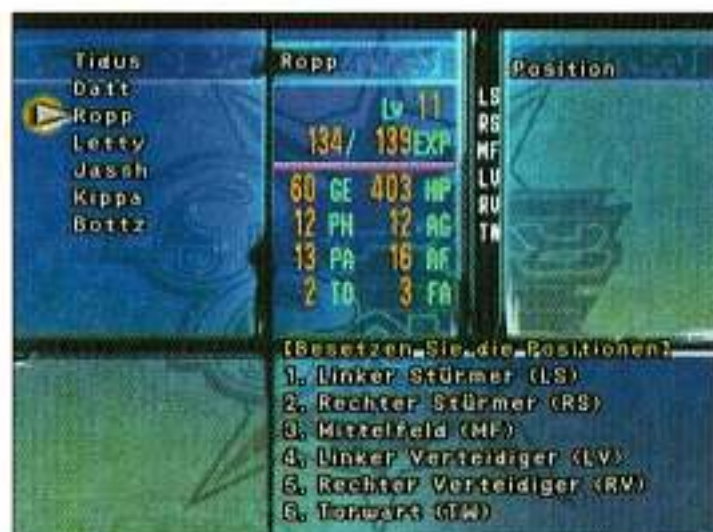 Tidus
Datt
Ropp
Letty
Jassh
Kippa
Bottz
Ropp
Lv 11
134/ 139EXP
60 GE 403 HP
12 PH 12 AG
13 PA 16 AF
2 TO 3 FA
Position
LS
RS
MF
LV
RV
TW
[Besetzen Sie die Positionen]
1. Linker Stürmer (LS)
2. Rechter Stürmer (RS)
3. Mittelfeld (MF)
4. Linker Verteidiger (LV)
5. Rechter Verteidiger (RV)
6. Torwart (TW)